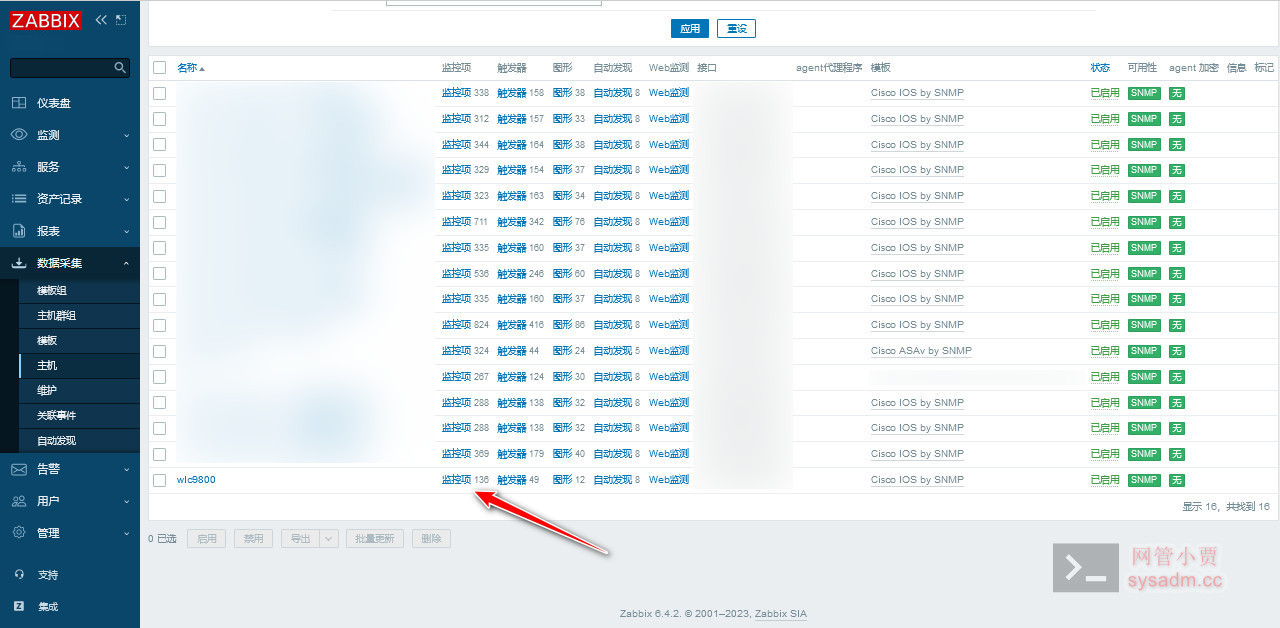 ZABBIX
应用 重设
名称 监控项 触发器 图形 自动发现 Web监测 接口 agent代理程序 模板 状态 可用性 agent 加密 信息 标记
监控项 338 触发器 158 图形 38 自动发现 8 Web监测 Cisco IOS by SNMP 已启用 SNMP 无
监控项 312 触发器 157 图形 33 自动发现 8 Web监测 Cisco IOS by SNMP 已启用 SNMP 无
监控项 344 触发器 164 图形 38 自动发现 8 Web监测 Cisco IOS by SNMP 已启用 SNMP 无
监控项 329 触发器 154 图形 37 自动发现 8 Web监测 Cisco IOS by SNMP 已启用 SNMP 无
监控项 323 触发器 163 图形 34 自动发现 8 Web监测 Cisco IOS by SNMP 已启用 SNMP 无
监控项 711 触发器 342 图形 76 自动发现 8 Web监测 Cisco IOS by SNMP 已启用 SNMP 无
监控项 335 触发器 160 图形 37 自动发现 8 Web监测 Cisco IOS by SNMP 已启用 SNMP 无
监控项 536 触发器 246 图形 60 自动发现 8 Web监测 Cisco IOS by SNMP 已启用 SNMP 无
监控项 335 触发器 160 图形 37 自动发现 8 Web监测 Cisco IOS by SNMP 已启用 SNMP 无
监控项 824 触发器 416 图形 86 自动发现 8 Web监测 Cisco IOS by SNMP 已启用 SNMP 无
监控项 324 触发器 44 图形 24 自动发现 5 Web监测 Cisco ASAv by SNMP 已启用 SNMP 无
监控项 267 触发器 124 图形 30 自动发现 8 Web监测 已启用 SNMP 无
监控项 288 触发器 138 图形 32 自动发现 8 Web监测 Cisco IOS by SNMP 已启用 SNMP 无
监控项 288 触发器 138 图形 32 自动发现 8 Web监测 Cisco IOS by SNMP 已启用 SNMP 无
监控项 369 触发器 179 图形 40 自动发现 8 Web监测 Cisco IOS by SNMP 已启用 SNMP 无
wlc9800 监控项 136 触发器 49 图形 12 自动发现 8 Web监测 Cisco IOS by SNMP 已启用 SNMP 无
显示 16，共找到 16
0 已选 启用 禁用 导出 批量更新 删除
仪表盘
监测
服务
资产记录
报表
数据采集
模板组
主机群组
模板
主机
维护
关联事件
自动发现
告警
用户
管理
支持
Z 集成
网管小贾
sysadm.cc
Zabbix 6.4.2. © 2001–2023, Zabbix SIA